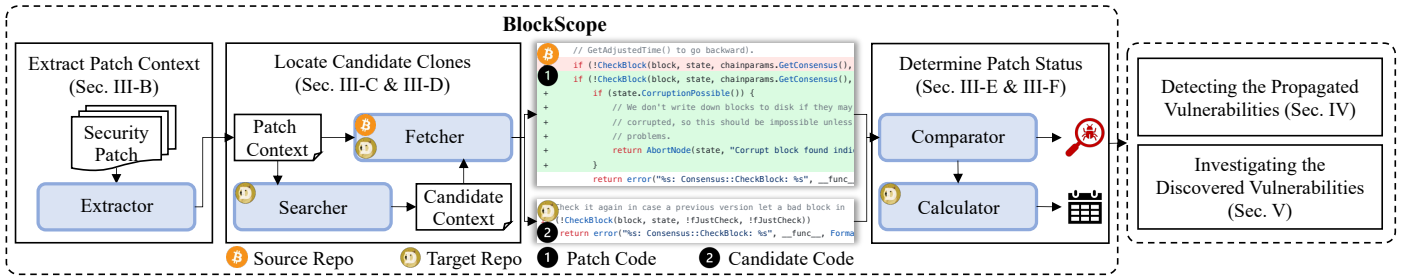 BlockScope
Extract Patch Context
(Sec. III-B)
Security
Patch
Extractor
Locate Candidate Clones
(Sec. III-C & III-D)
Patch
Context
Fetcher
Searcher
Candidate
Context
// GetAdjustedTime() to go backward).
if (!CheckBlock(block, state, chainparams.GetConsensus(),
1
if (!CheckBlock(block, state, chainparams.GetConsensus(),
+ if (state.CorruptionPossible()) {
+ // We don't write down blocks to disk if they may
+ // corrupted, so this should be impossible unless
+ // problems.
+ return AbortNode(state, "Corrupt block found indi
+ }
return error("%s: Consensus::CheckBlock: %s", __func_
Check it again in case a previous version let a bad block in
(!CheckBlock(block, state, !fJustCheck, !fJustCheck))
2
return error("%s: Consensus::CheckBlock: %s", __func__, Forma
Determine Patch Status
(Sec. III-E & III-F)
Comparator
Calculator
Detecting the Propagated
Vulnerabilities (Sec. IV)
Investigating the
Discovered Vulnerabilities
(Sec. V)
Source Repo
Target Repo
1 Patch Code
2 Candidate Code